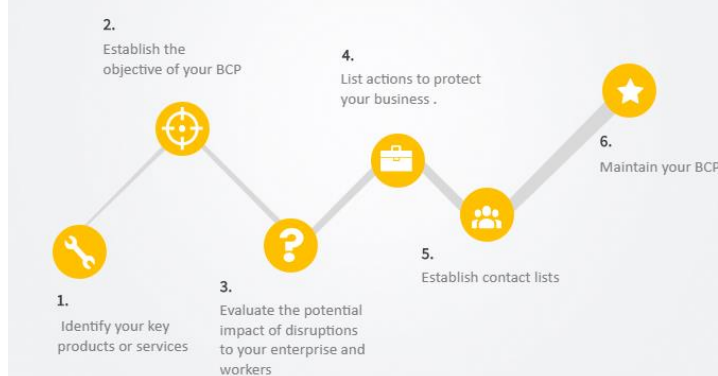 1.
Identify your key
products or services
2.
Establish the
objective of your BCP
3.
Evaluate the potential
impact of disruptions
to your enterprise and
workers
4.
List actions to protect
your business .
5.
Establish contact lists
6.
Maintain your BCP